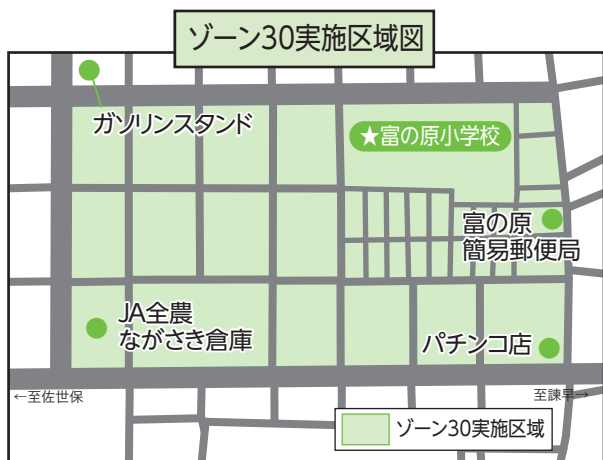 ゾーン30実施区域図
ガソリンスタンド
★富の原小学校
富の原
簡易郵便局
JA全農
ながさき倉庫
パチンコ店
←至佐世保
至諫早→
ゾーン30実施区域